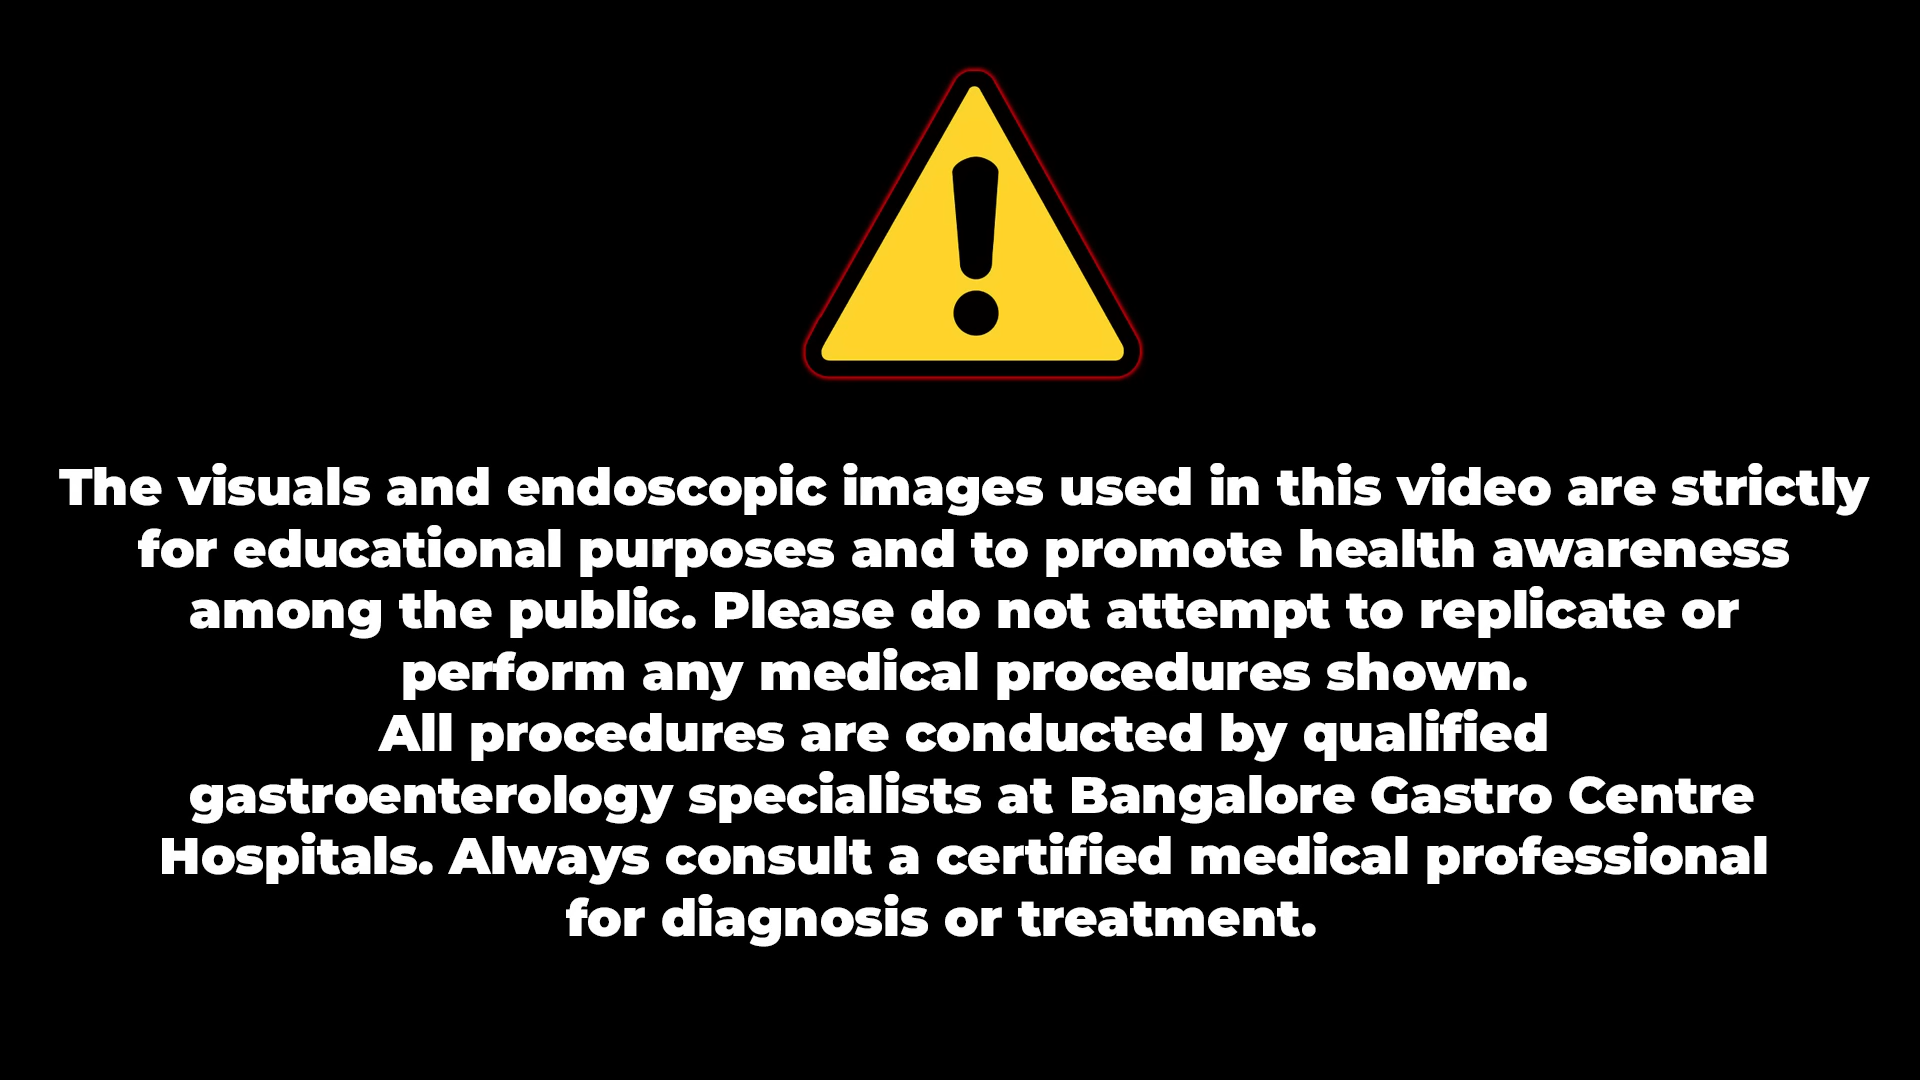 The visuals and endoscopic images used in this video are strictly
for educational purposes and to promote health awareness
among the public. Please do not attempt to replicate or
perform any medical procedures shown.
All procedures are conducted by qualified
gastroenterology specialists at Bangalore Gastro Centre
Hospitals. Always consult a certified medical professional
for diagnosis or treatment.